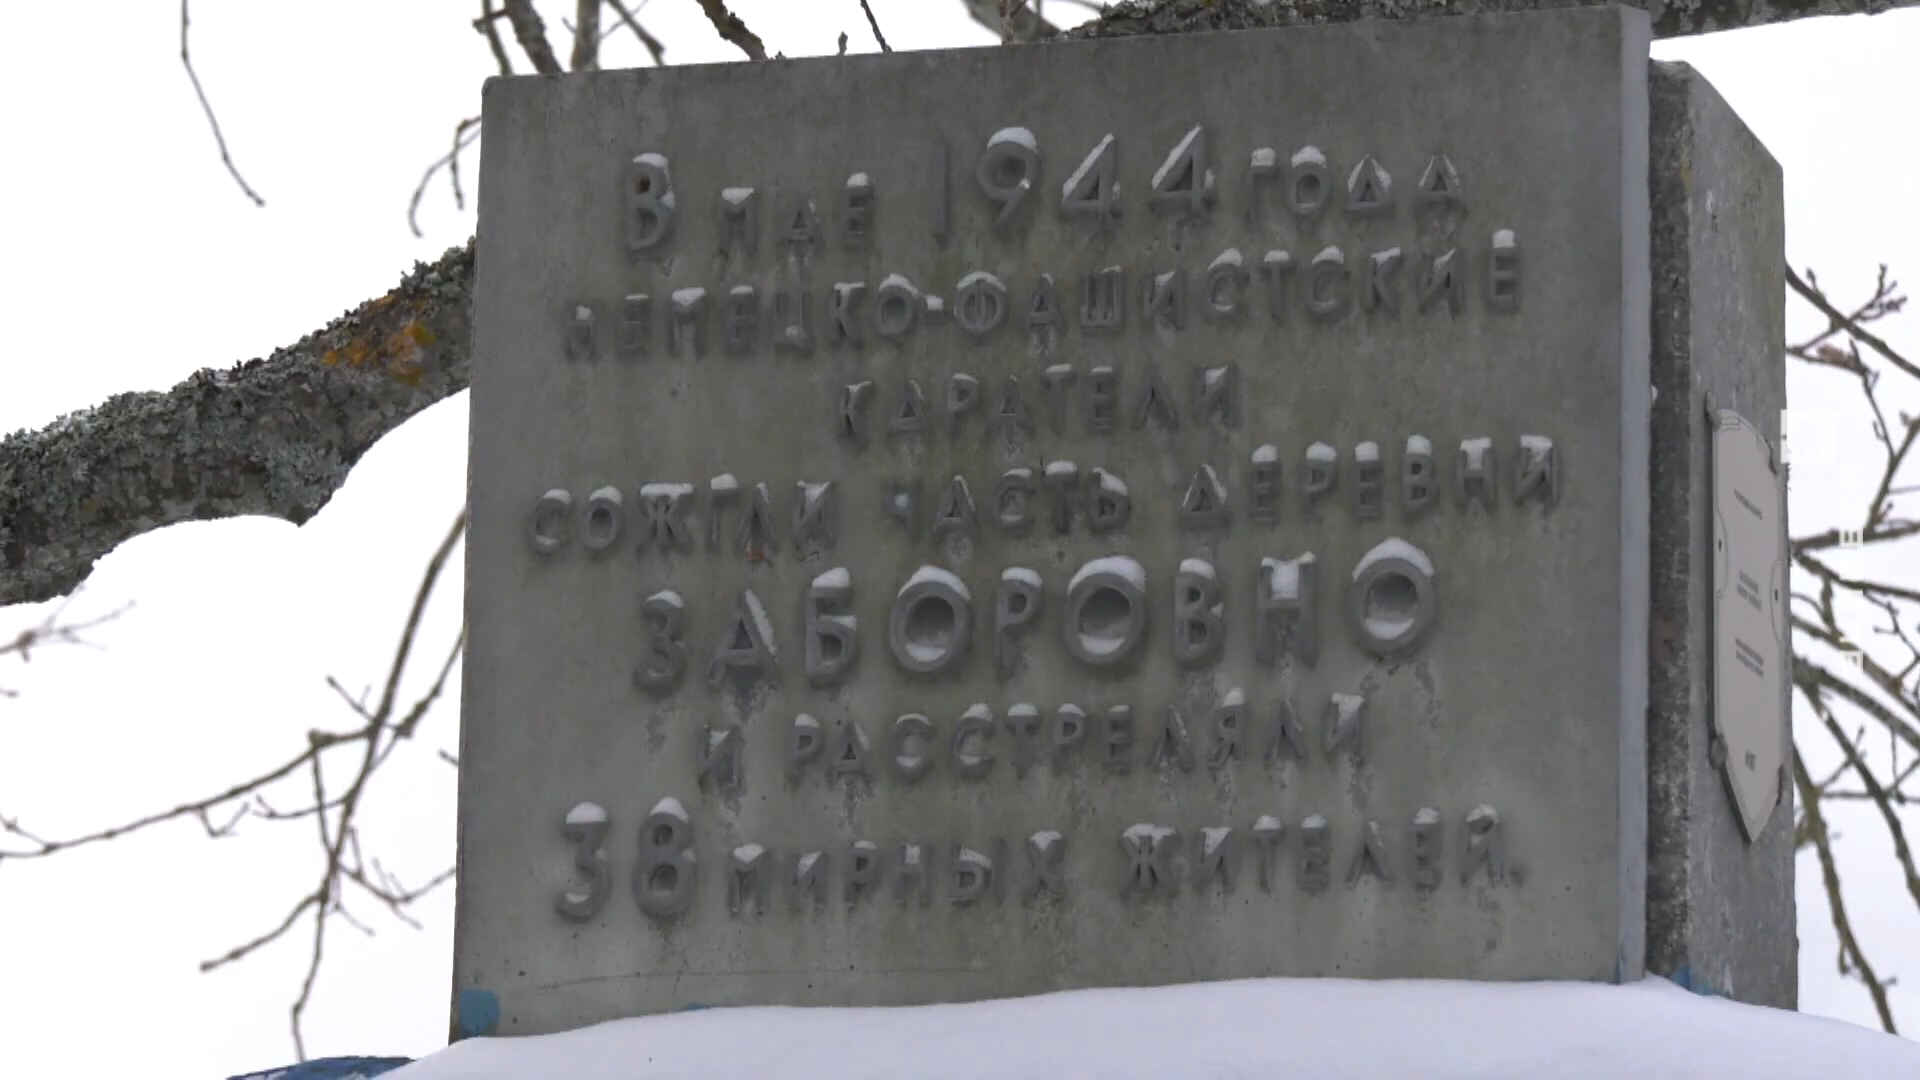 В МАЕ 1944 ГОДА
НЕМЕЦКО-ФАШИСТСКИЕ
КАРАТЕЛИ
СОЖГЛИ ЧАСТЬ ДЕРЕВНИ
ЗАБОРОВНО
И РАССТРЕЛЯЛИ
38 МИРНЫХ ЖИТЕЛЕЙ.